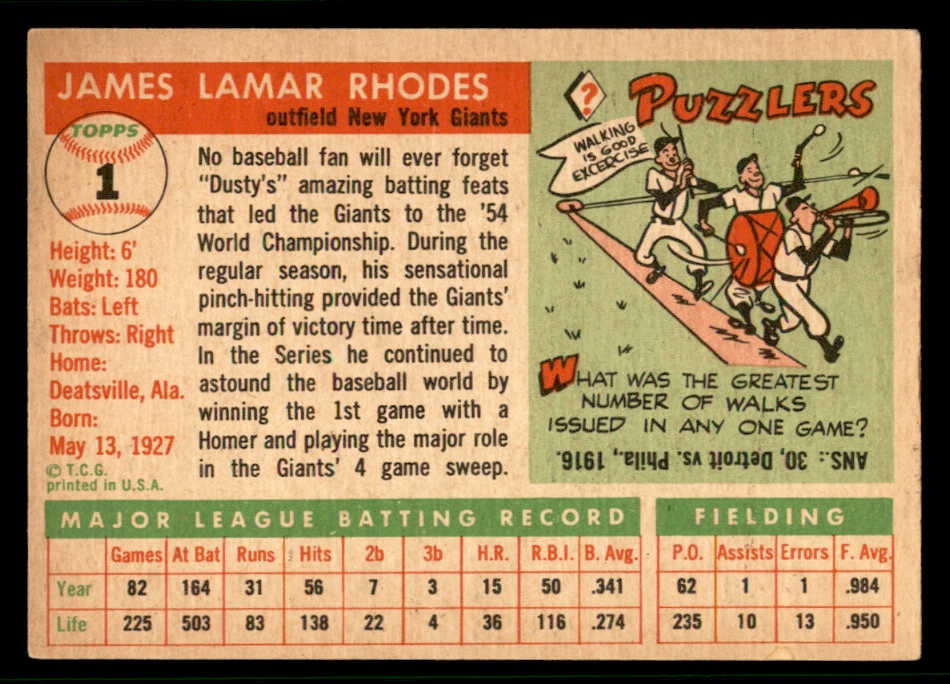 JAMES LAMAR RHODES
outfield New York Giants
TOPPS
1
Height: 6'
Weight: 180
Bats: Left
Throws: Right
Home:
Deatsville, Ala.
Born:
May 13, 1927
© T.C.G.
printed in U.S.A.
No baseball fan will ever forget
"Dusty's" amazing batting feats
that led the Giants to the '54
World Championship. During the
regular season, his sensational
pinch-hitting provided the Giants'
margin of victory time after time.
In the Series he continued to
astound the baseball world by
winning the 1st game with a
Homer and playing the major role
in the Giants' 4 game sweep.
? PUZZLERS
WALKING
IS GOOD
EXCERCISE
WHAT WAS THE GREATEST
NUMBER OF WALKS
ISSUED IN ANY ONE GAME?
ANS.: 30, Detroit vs. Phila., 1916.
MAJOR LEAGUE BATTING RECORD
Games At Bat Runs Hits 2b 3b H.R. R.B.I. B. Avg.
Year 82 164 31 56 7 3 15 50 .341
Life 225 503 83 138 22 4 36 116 .274
FIELDING
P.O. Assists Errors F. Avg.
62 1 1 .984
235 10 13 .950